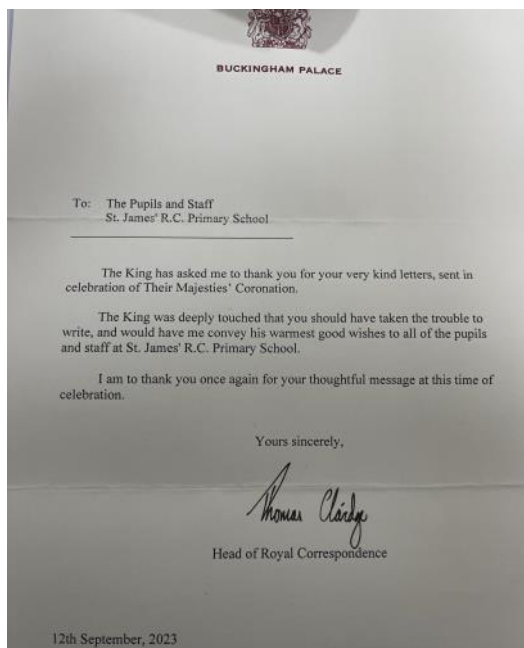 BUCKINGHAM PALACE
To: The Pupils and Staff
St. James' R.C. Primary School
The King has asked me to thank you for your very kind letters, sent in
celebration of Their Majesties' Coronation.
The King was deeply touched that you should have taken the trouble to
write, and would have me convey his warmest good wishes to all of the pupils
and staff at St. James' R.C. Primary School.
I am to thank you once again for your thoughtful message at this time of
celebration.
Yours sincerely,
Thomas
Head of Royal Correspondence
12th September, 2023